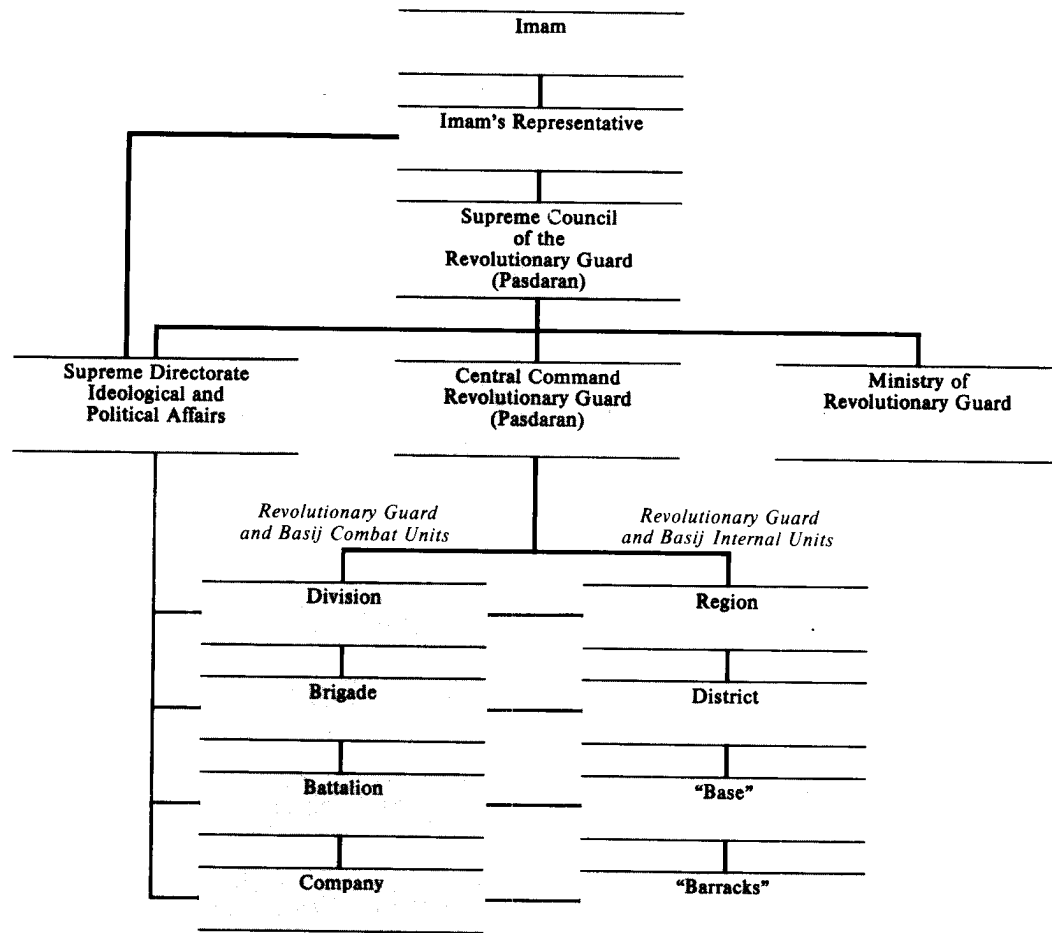 Imam
Imam's Representative
Supreme Council
of the
Revolutionary Guard
(Pasdaran)
Supreme Directorate
Ideological and
Political Affairs
Central Command
Revolutionary Guard
(Pasdaran)
Ministry of
Revolutionary Guard
Revolutionary Guard
and Basij Combat Units
Revolutionary Guard
and Basij Internal Units
Division
Region
Brigade
District
Battalion
“Base”
Company
“Barracks”